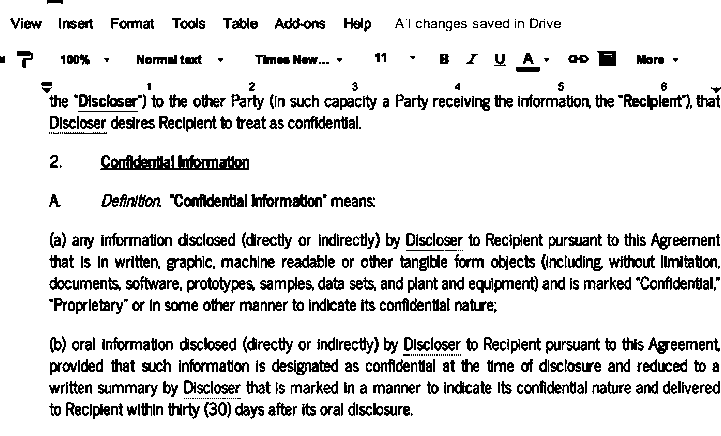 View Insert Format Tools Table Add-ons Help All changes saved in Drive
100% Normal text Times New... 11 B I U A More
1 2 3 4 5 6
the "Discloser") to the other Party (in such capacity a Party receiving the information, the "Recipient"), that
Discloser desires Recipient to treat as confidential.
2. Confidential Information
A. Definition. "Confidential Information" means:
(a) any information disclosed (directly or indirectly) by Discloser to Recipient pursuant to this Agreement
that is in written, graphic, machine readable or other tangible form objects (including, without limitation,
documents, software, prototypes, samples, data sets, and plant and equipment) and is marked "Confidential,"
"Proprietary" or in some other manner to indicate its confidential nature;
(b) oral information disclosed (directly or indirectly) by Discloser to Recipient pursuant to this Agreement,
provided that such information is designated as confidential at the time of disclosure and reduced to a
written summary by Discloser that is marked in a manner to indicate its confidential nature and delivered
to Recipient within thirty (30) days after its oral disclosure.